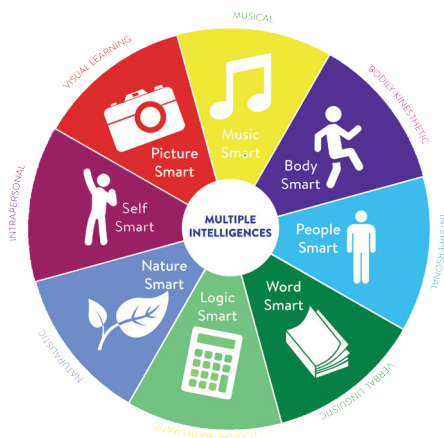 MUSICAL
BODILY-KINESTHETIC
INTERPERSONAL
VERBAL-LINGUISTIC
NATURALISTIC
INTRAPERSONAL
VISUAL LEARNING
Music
Smart
Body
Smart
People
Smart
Word
Smart
Logic
Smart
Nature
Smart
Self
Smart
Picture
Smart
MULTIPLE
INTELLIGENCES